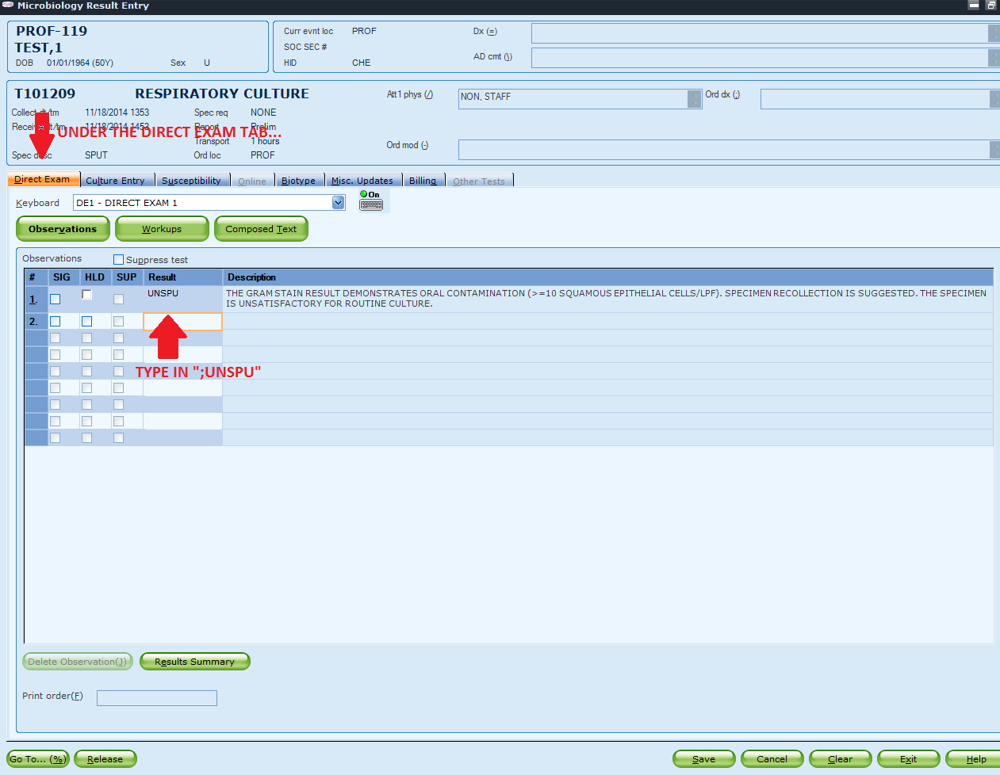 Microbiology Result Entry
PROF-119
TEST,1
DOB 01/01/1964 (50Y) Sex U
Curr evnt loc PROF
SOC SEC #
HID CHE
Dx (=)
AD cmt (\)
T101209 RESPIRATORY CULTURE
Collect dt/tm 11/18/2014 1353 Spec req NONE
Receive dt/tm 11/18/2014 1453 Report Prelim
Transport 1 hours
Spec desc SPUT Ord loc PROF
Att1 phys (/) NON, STAFF
Ord dx (;)
Ord mod (-)
UNDER THE DIRECT EXAM TAB...
Direct Exam Culture Entry Susceptibility Online Biotype Misc. Updates Billing Other Tests
Keyboard DE1 - DIRECT EXAM 1 On
Observations Workups Composed Text
Observations Suppress test
# SIG HLD SUP Result Description
1. UNSPU THE GRAM STAIN RESULT DEMONSTRATES ORAL CONTAMINATION (>=10 SQUAMOUS EPITHELIAL CELLS/LPF). SPECIMEN RECOLLECTION IS SUGGESTED. THE SPECIMEN
IS UNSATISFACTORY FOR ROUTINE CULTURE.
2.
TYPE IN ";UNSPU"
Delete Observation(J) Results Summary
Print order(F)
Go To... (%) Release Save Cancel Clear Exit Help